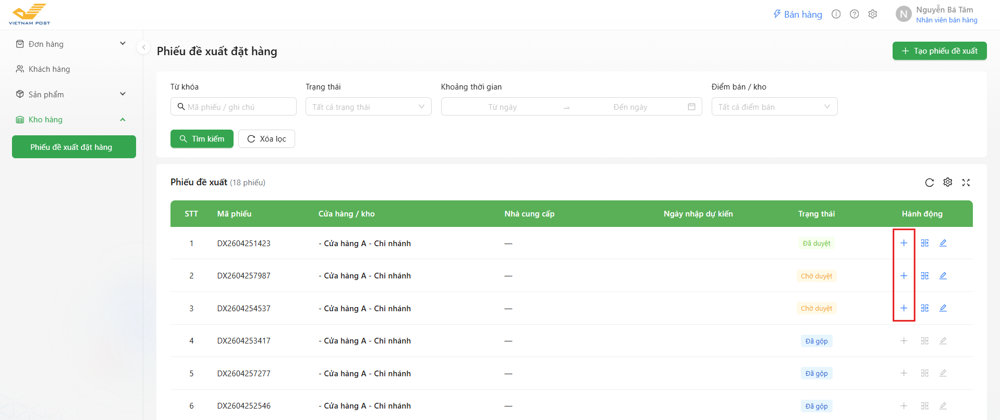 VIETNAM POST
Bán hàng
N
Nguyễn Bá Tâm
Nhân viên bán hàng
Đơn hàng
Khách hàng
Sản phẩm
Kho hàng
Phiếu đề xuất đặt hàng
Phiếu đề xuất đặt hàng
+ Tạo phiếu đề xuất
Từ khóa Trạng thái Khoảng thời gian Điểm bán / kho
Mã phiếu / ghi chú Tất cả trạng thái Từ ngày Đến ngày Tất cả điểm bán
Tìm kiếm Xóa lọc
Phiếu đề xuất (18 phiếu)
STT Mã phiếu Cửa hàng / kho Nhà cung cấp Ngày nhập dự kiến Trạng thái Hành động
1 DX2604251423 - Cửa hàng A - Chi nhánh — Đã duyệt
2 DX2604257987 - Cửa hàng A - Chi nhánh — Chờ duyệt
3 DX2604254537 - Cửa hàng A - Chi nhánh — Chờ duyệt
4 DX2604253417 - Cửa hàng A - Chi nhánh — Đã gộp
5 DX2604257277 - Cửa hàng A - Chi nhánh — Đã gộp
6 DX2604252546 - Cửa hàng A - Chi nhánh — Đã gộp